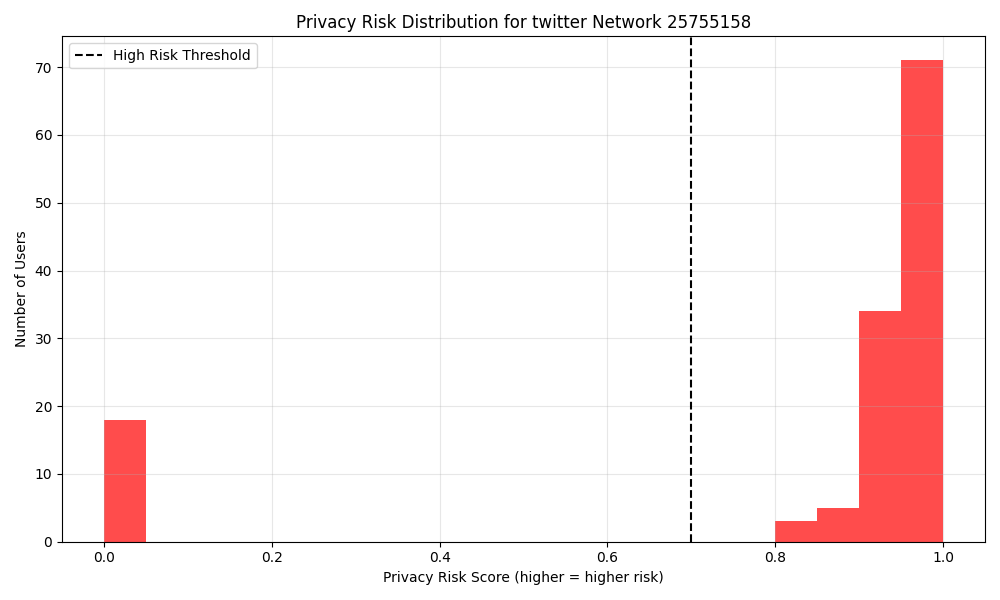 Privacy Risk Distribution for twitter Network 25755158
High Risk Threshold
Number of Users
70
60
50
40
30
20
10
0
0.0 0.2 0.4 0.6 0.8 1.0
Privacy Risk Score (higher = higher risk)